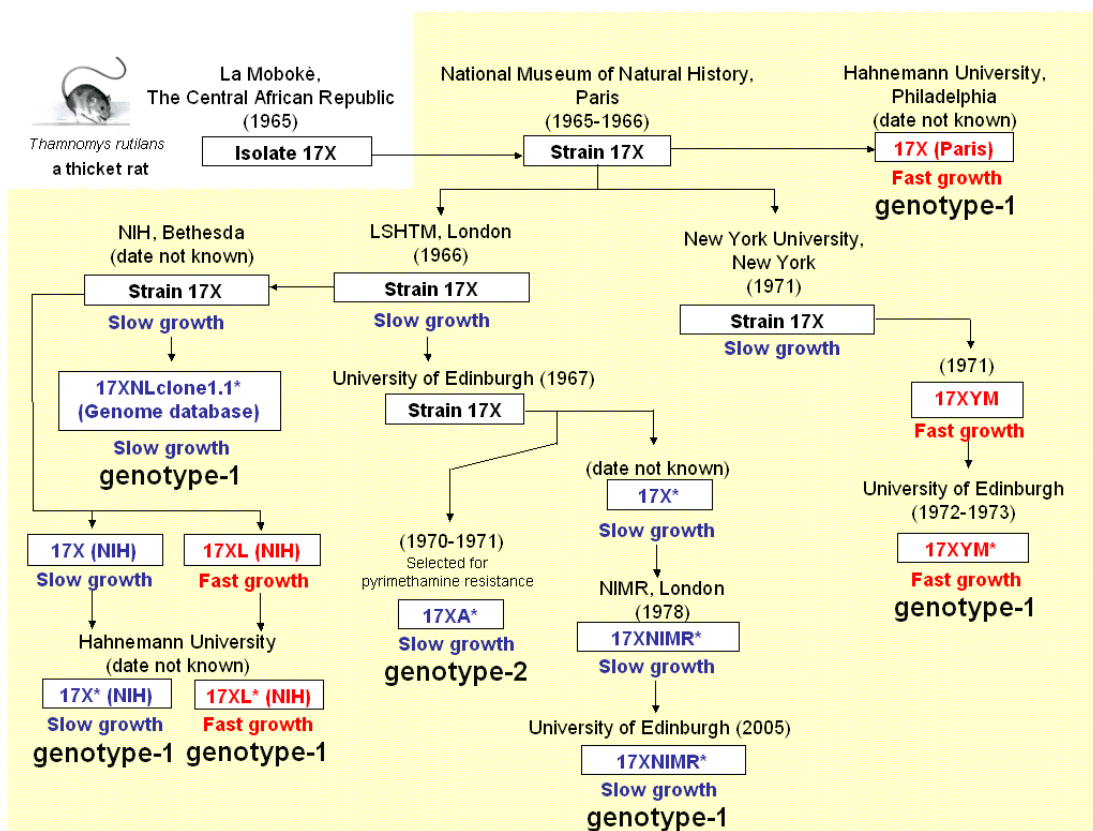 La Mobokè,
The Central African Republic
(1965)
Isolate 17X
Thamnomys rutilans
a thicket rat
National Museum of Natural History,
Paris
(1965-1966)
Strain 17X
Hahnemann University,
Philadelphia
(date not known)
17X (Paris)
Fast growth
genotype-1
NIH, Bethesda
(date not known)
Strain 17X
Slow growth
LSHTM, London
(1966)
Strain 17X
Slow growth
New York University,
New York
(1971)
Strain 17X
Slow growth
17XNLclone1.1*
(Genome database)
Slow growth
genotype-1
University of Edinburgh (1967)
Strain 17X
(1971)
17XYM
Fast growth
(date not known)
17X*
Slow growth
University of Edinburgh
(1972-1973)
17XYM*
Fast growth
genotype-1
17X (NIH)
Slow growth
17XL (NIH)
Fast growth
(1970-1971)
Selected for
pyrimethamine resistance
17XA*
Slow growth
genotype-2
NIMR, London
(1978)
17XNIMR*
Slow growth
Hahnemann University
(date not known)
17X* (NIH)
Slow growth
genotype-1
17XL* (NIH)
Fast growth
genotype-1
University of Edinburgh (2005)
17XNIMR*
Slow growth
genotype-1